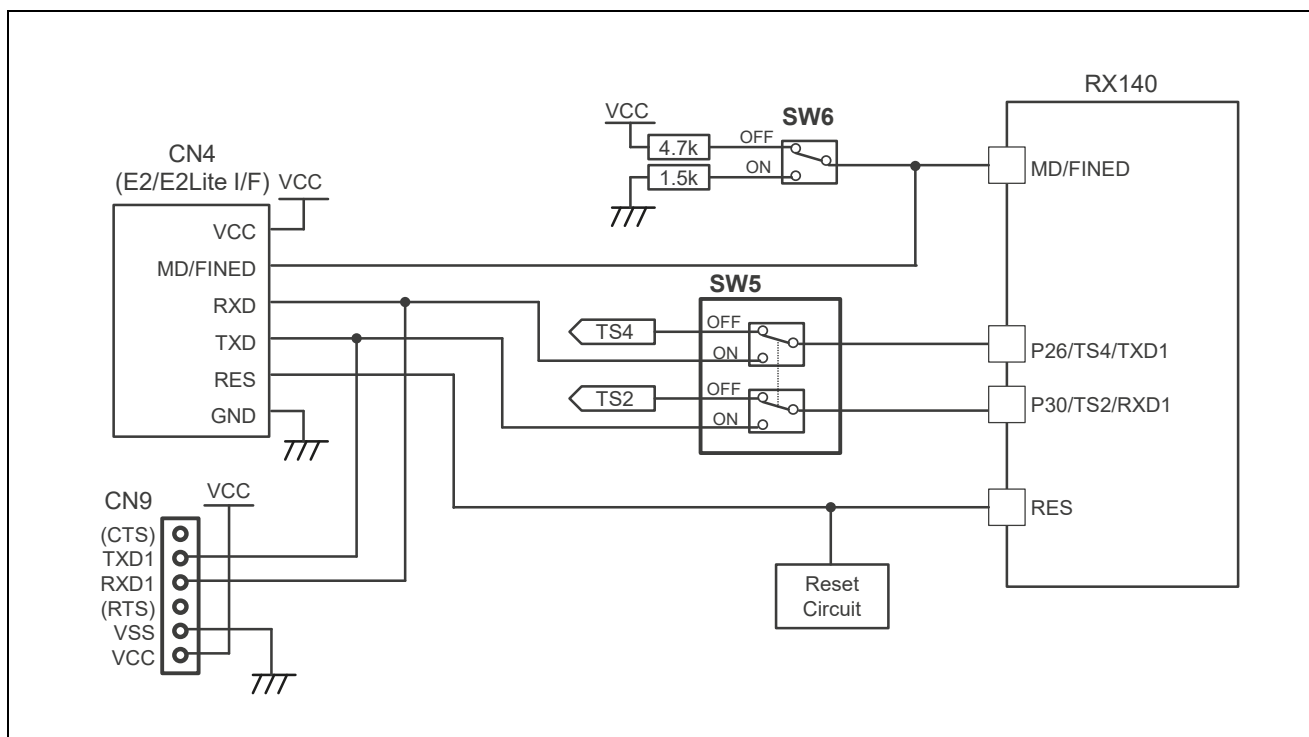 RX140
SW6
VCC
4.7k
OFF
1.5k
ON
MD/FINED
CN4
(E2/E2Lite I/F)
VCC
VCC
MD/FINED
RXD
TXD
RES
GND
SW5
TS4
OFF
ON
TS2
OFF
ON
P26/TS4/TXD1
P30/TS2/RXD1
RES
CN9
VCC
(CTS)
TXD1
RXD1
(RTS)
VSS
VCC
Reset
Circuit